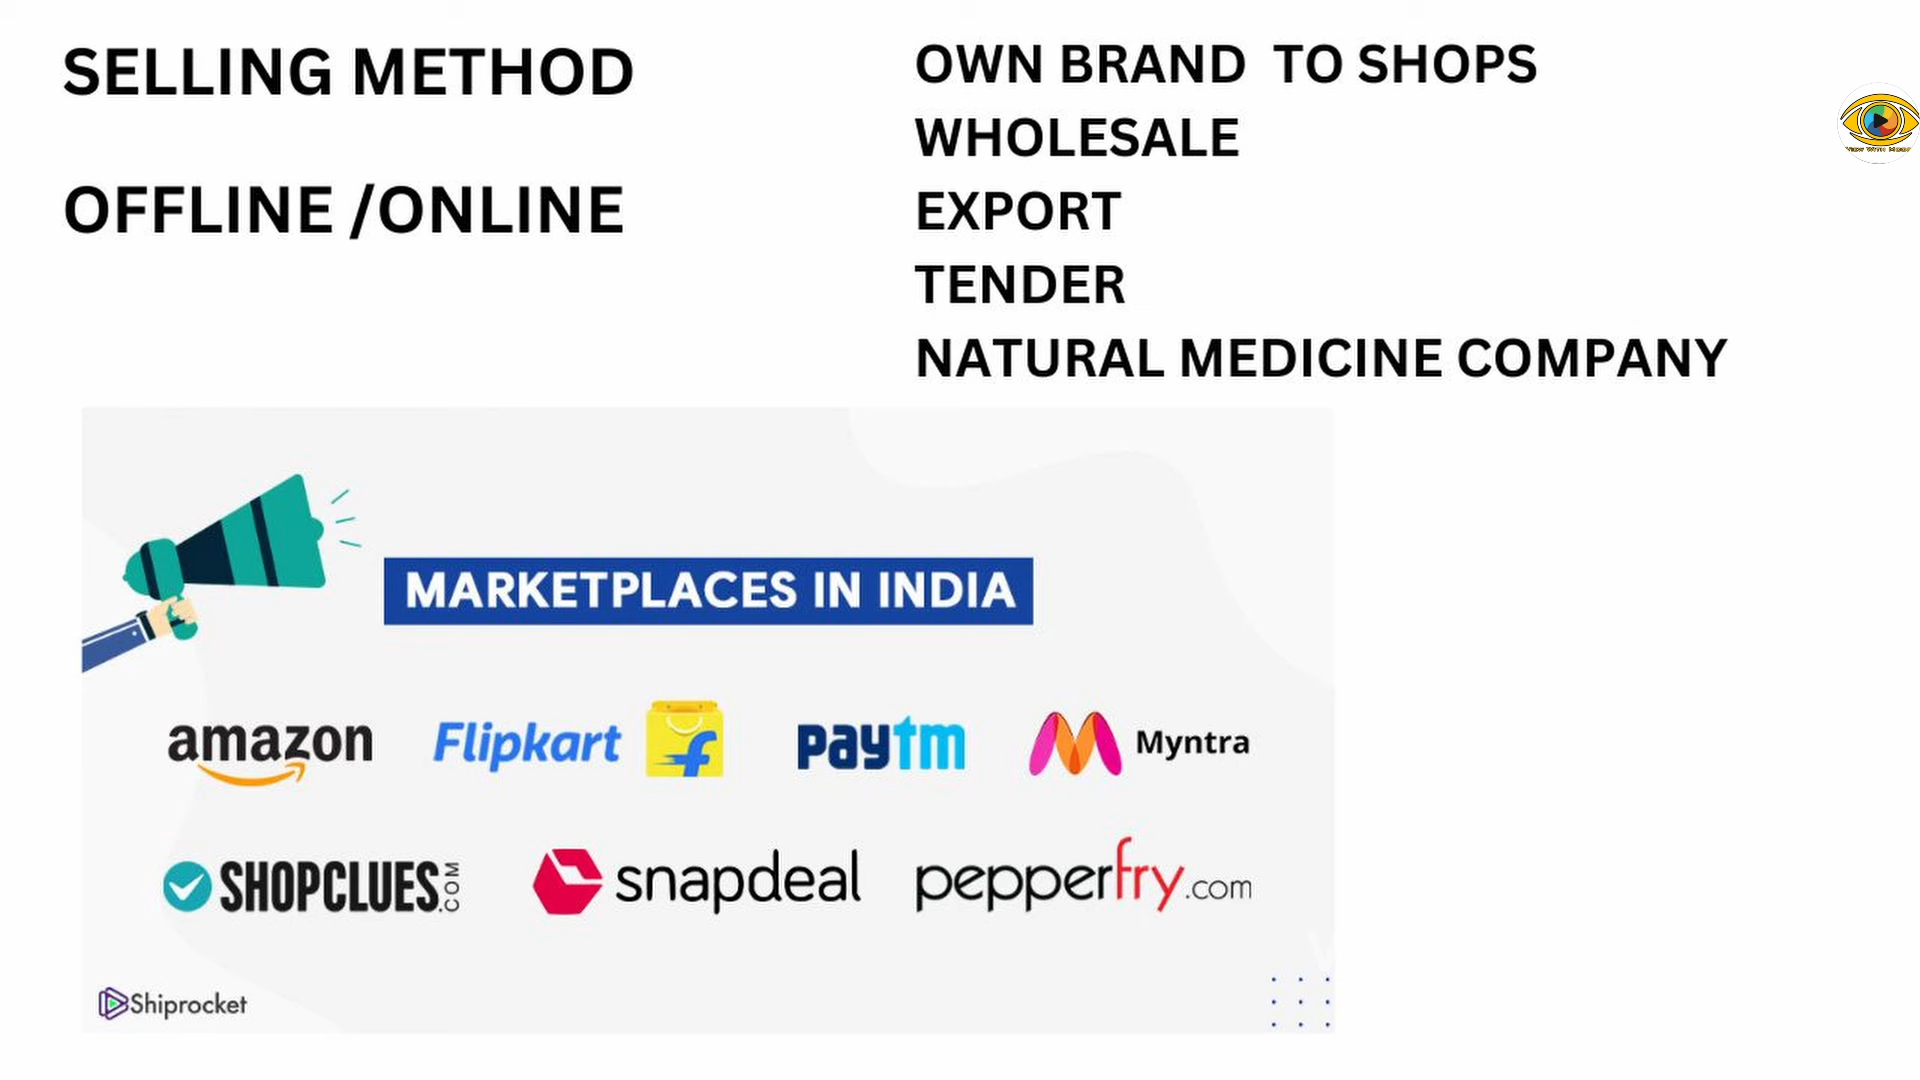 SELLING METHOD
OFFLINE /ONLINE
OWN BRAND TO SHOPS
WHOLESALE
EXPORT
TENDER
NATURAL MEDICINE COMPANY
MARKETPLACES IN INDIA
amazon
Flipkart
paytm
Myntra
SHOPCLUES.COM
snapdeal
pepperfry.com
Shiprocket